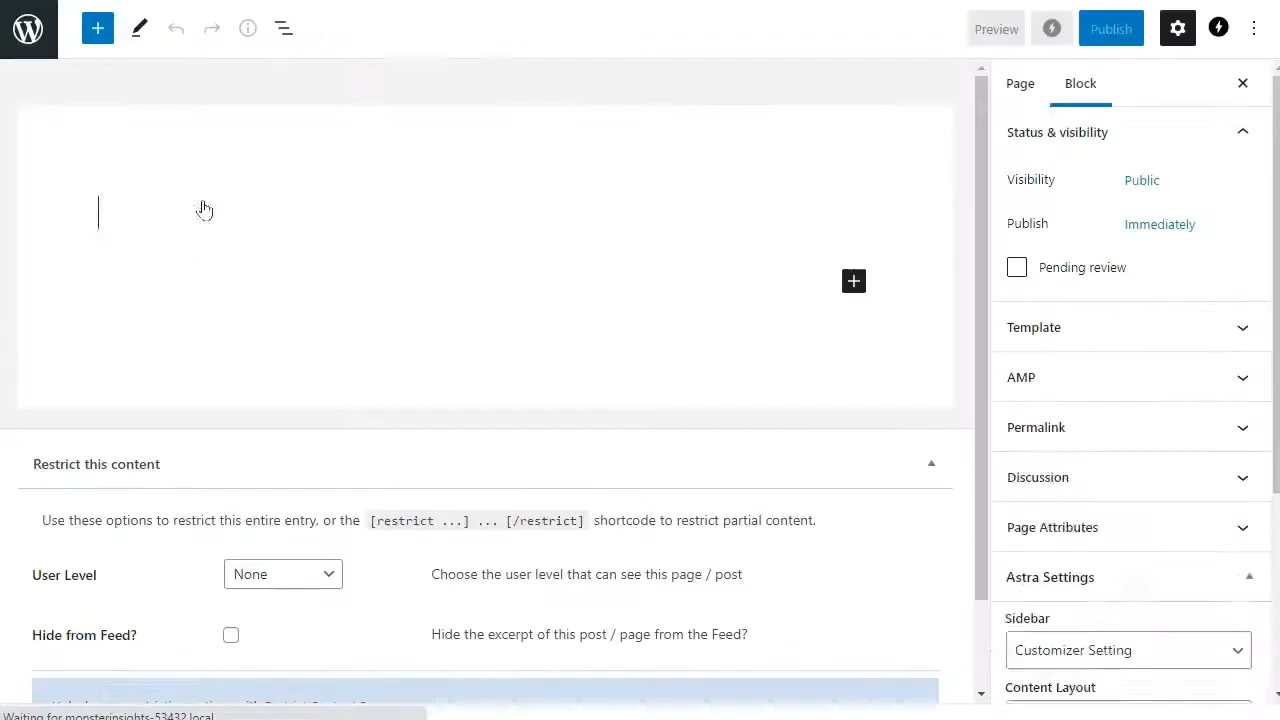 Preview
Publish
Page
Block
Status & visibility
Visibility
Public
Publish
Immediately
Pending review
Template
AMP
Permalink
Discussion
Page Attributes
Astra Settings
Sidebar
Customizer Setting
Content Layout
Restrict this content
Use these options to restrict this entire entry, or the [restrict ...] ... [/restrict] shortcode to restrict partial content.
User Level
None
Choose the user level that can see this page / post
Hide from Feed?
Hide the excerpt of this post / page from the Feed?
Waiting for monsterinsights-53432.local